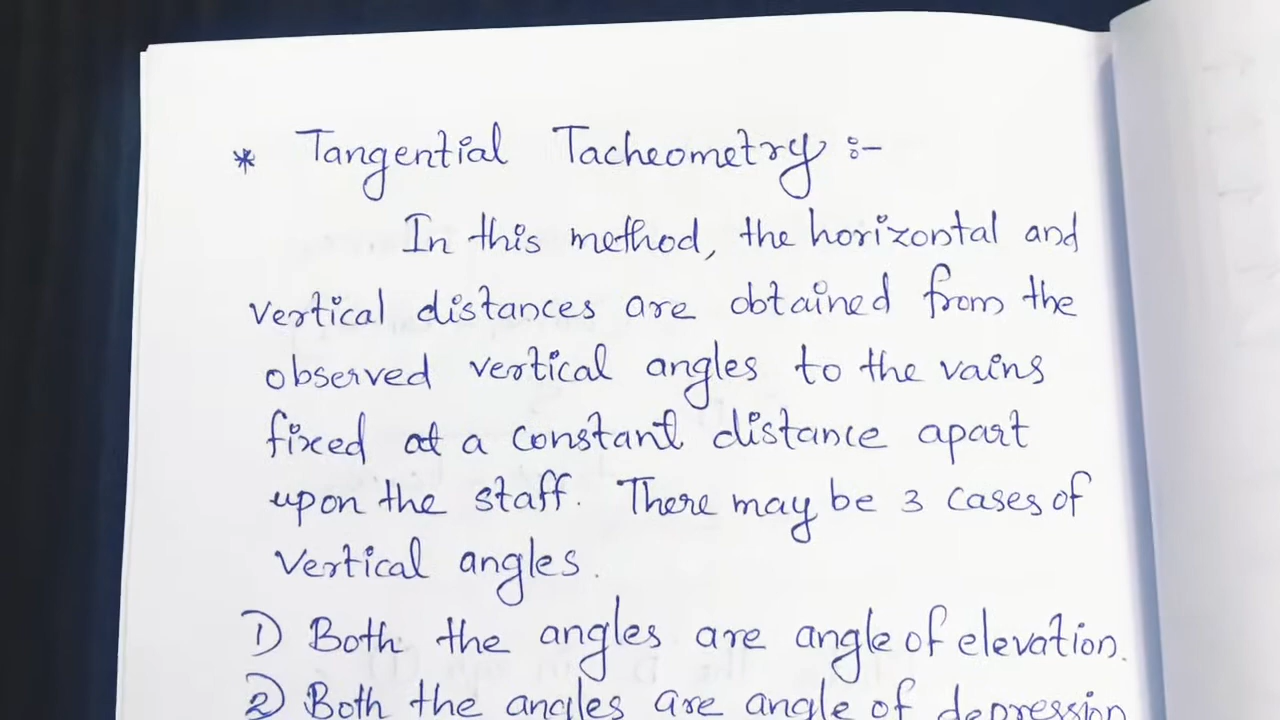 * Tangential Tacheometry :-
In this method, the horizontal and
vertical distances are obtained from the
observed vertical angles to the vains
fixed at a constant distance apart
upon the staff. There may be 3 cases of
Vertical angles.
1) Both the angles are angle of elevation.
2) Both the angles are angle of depression